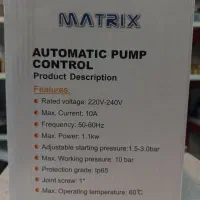 MATRIX
AUTOMATIC PUMP
CONTROL
Product Description
Features:
• Rated voltage: 220V-240V
• Max. Current: 10A
• Frequency: 50-60Hz
• Max. Power: 1.1kw
• Adjustable starting pressure:1.5-3.0bar
• Max. Working pressure: 10 bar
• Protection grade: Ip65
• Joint screw: 1"
• Max. Operating temperature: 60℃